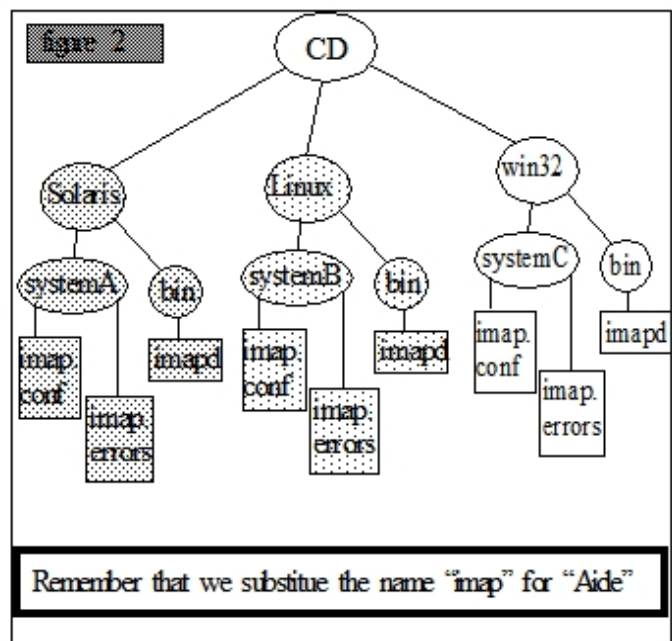 figure 2
CD
Solaris
Linux
win32
systemA
bin
systemB
bin
systemC
bin
imap.
conf
imap.
errors
imapd
imap.
conf
imap.
errors
imapd
imap.
conf
imap.
errors
imapd
Remember that we substitue the name “imap” for “Aide”